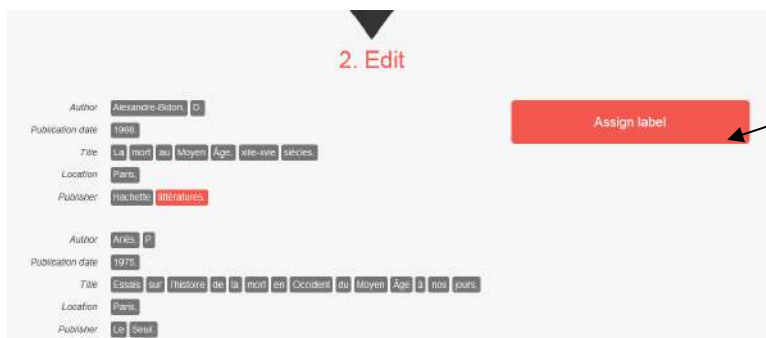 2. Edit
Assign label
Author Alexandre-Bidon, D.
Publication date 1998.
Title La mort au Moyen Âge, xiiie-xvie siècles.
Location Paris,
Publisher Hachette littératures.
Author Ariès, P.
Publication date 1975.
Title Essais sur l'histoire de la mort en Occident du Moyen Âge à nos jours.
Location Paris,
Publisher Le Seuil.